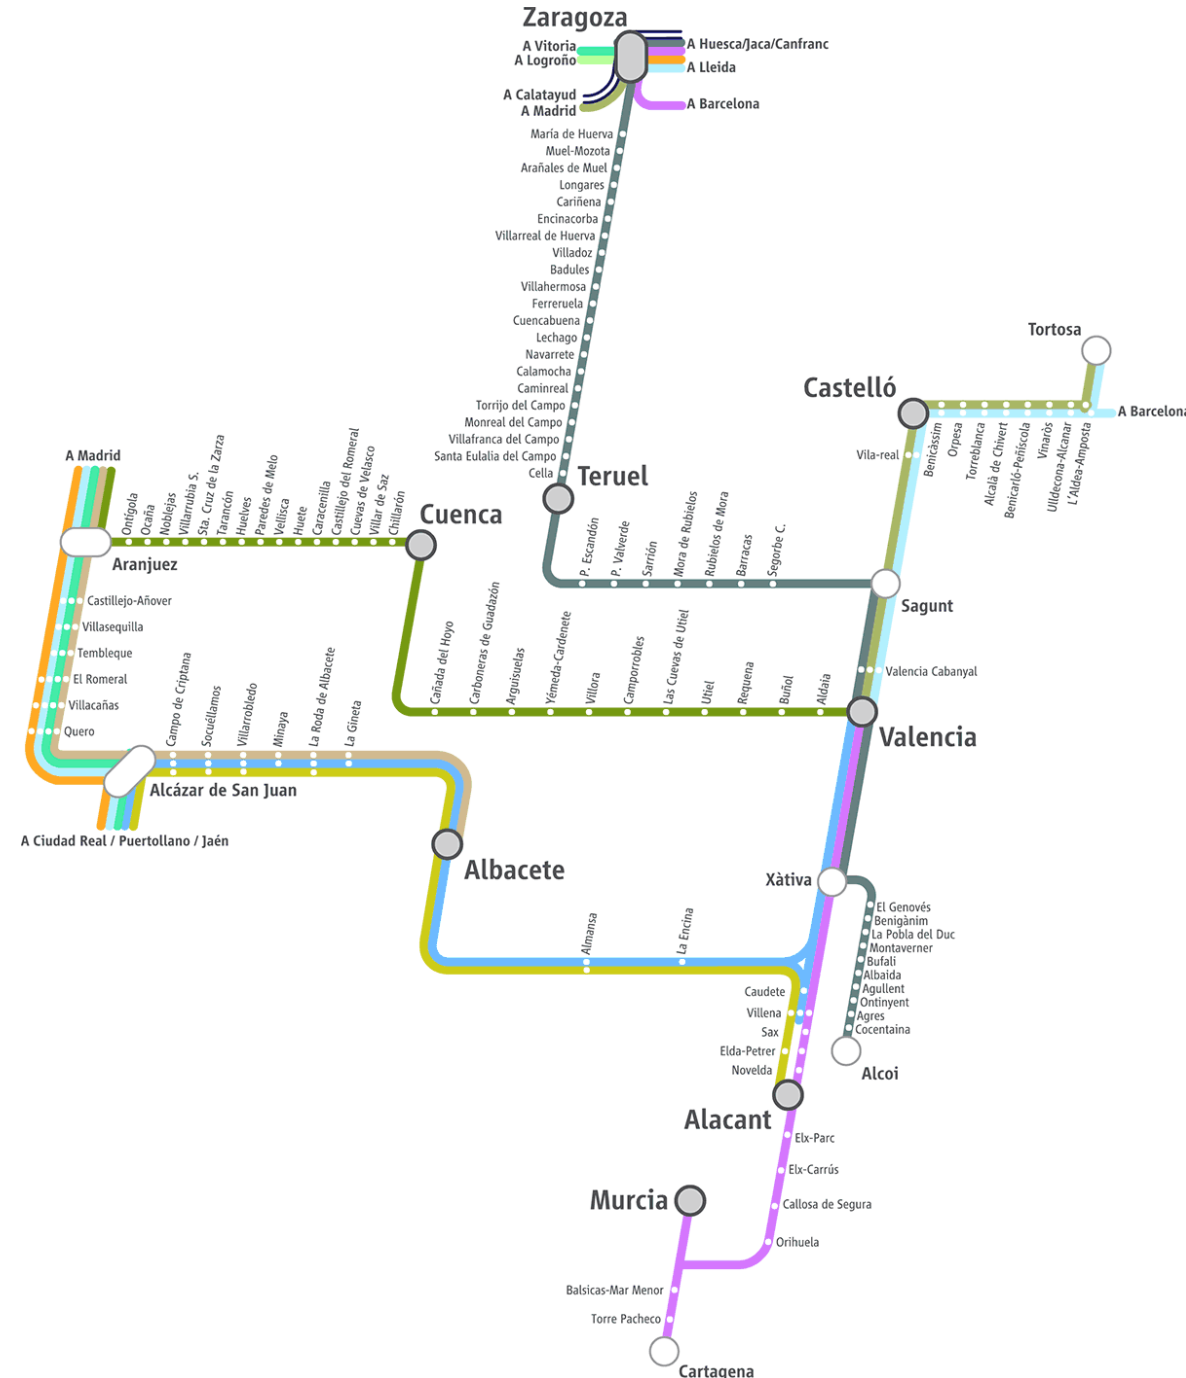 Zaragoza
A Vitoria
A Logroño
A Huesca/Jaca/Canfranc
A Lleida
A Calatayud
A Madrid
A Barcelona
María de Huerva
Muel-Mozota
Arañales de Muel
Longares
Cariñena
Encinacorba
Villarreal de Huerva
Villadoz
Badules
Villahermosa
Ferreruela
Cuencabuena
Lechago
Navarrete
Calamocha
Caminreal
Torrijo del Campo
Monreal del Campo
Villafranca del Campo
Santa Eulalia del Campo
Cella
Teruel
P. Escandón
P. Valverde
Sarrión
Mora de Rubielos
Rubielos de Mora
Barracas
Segorbe C.
Tortosa
Castelló
A Barcelona
Vila-real
Benicàssim
Orpesa
Torreblanca
Alcalà de Chivert
Benicarló-Peñíscola
Vinaròs
Ulldecona-Alcanar
L'Aldea-Amposta
Sagunt
Valencia Cabanyal
Valencia
A Madrid
Aranjuez
Ontígola
Ocaña
Noblejas
Villarrubia S.
Sta. Cruz de la Zarza
Tarancón
Huelves
Paredes de Melo
Vellisca
Huete
Caracenilla
Castillejo del Romeral
Cuevas de Velasco
Villar de Saz
Chillarón
Cuenca
Cañada del Hoyo
Carboneras de Guadazón
Arguisuelas
Yémeda-Cardenete
Villora
Camporrobles
Las Cuevas de Utiel
Utiel
Requena
Buñol
Aldaia
Castillejo-Añover
Villasequilla
Tembleque
El Romeral
Villacañas
Quero
Campo de Criptana
Socuéllamos
Villarrobledo
Minaya
La Roda de Albacete
La Gineta
Alcázar de San Juan
A Ciudad Real / Puertollano / Jaén
Albacete
Almansa
La Encina
Xàtiva
El Genovés
Benigànim
La Pobla del Duc
Montaverner
Bufali
Albaida
Agullent
Ontinyent
Agres
Cocentaina
Alcoi
Caudete
Villena
Sax
Elda-Petrer
Novelda
Alacant
Elx-Parc
Elx-Carrús
Callosa de Segura
Orihuela
Murcia
Balsicas-Mar Menor
Torre Pacheco
Cartagena